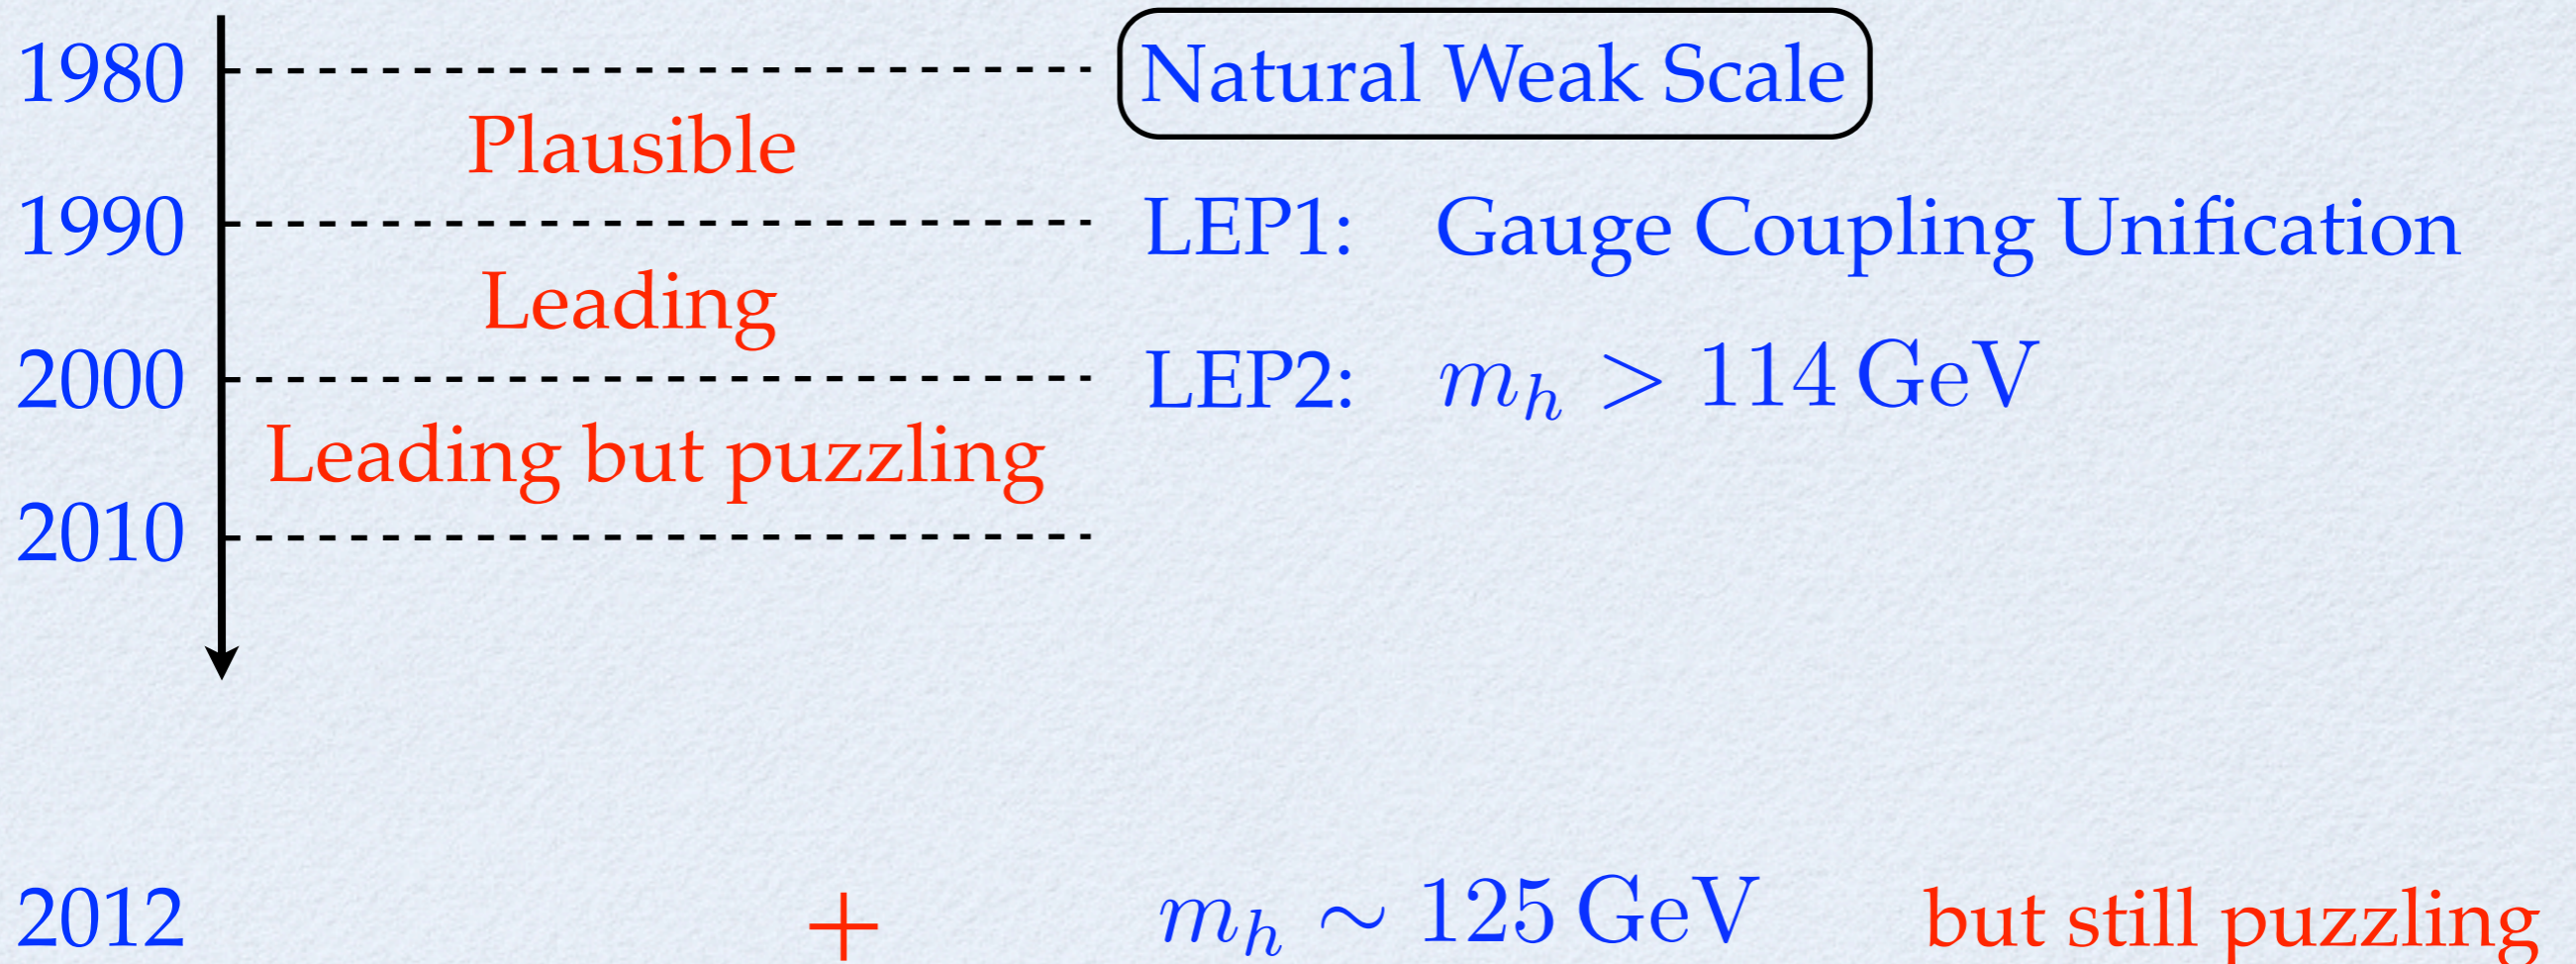 1980 Natural Weak Scale
Plausible
1990 LEP1: Gauge Coupling Unification
Leading
2000 LEP2: m_h > 114 GeV
Leading but puzzling
2010
2012 + m_h ∼ 125 GeV but still puzzling